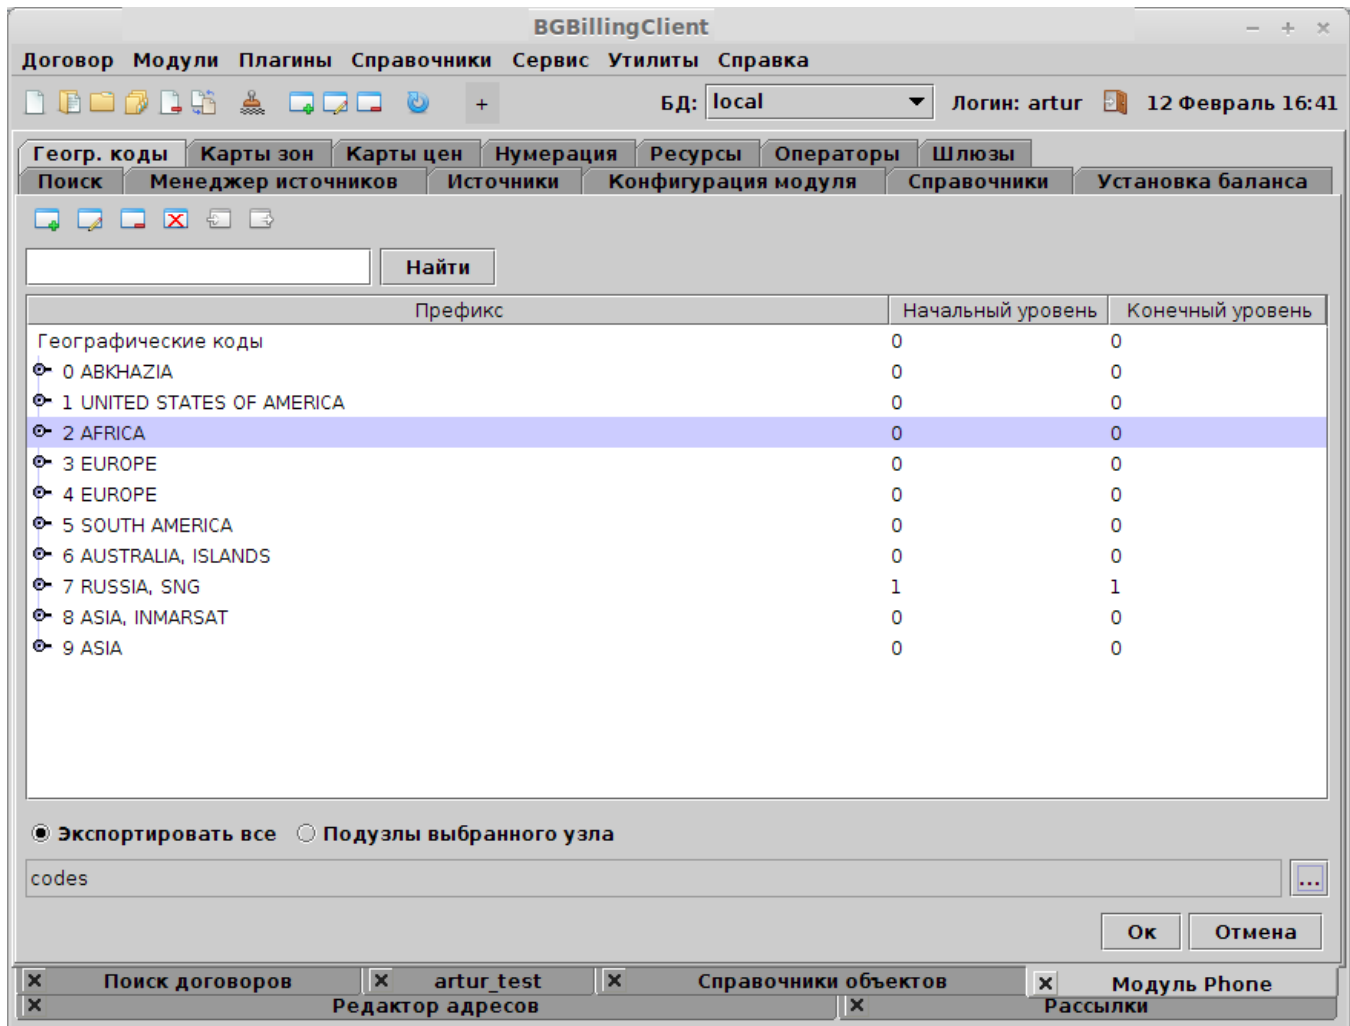 BGBillingClient
Договор Модули Плагины Справочники Сервис Утилиты Справка
+ БД: local Логин: artur 12 Февраль 16:41
Геогр. коды Карты зон Карты цен Нумерация Ресурсы Операторы Шлюзы
Поиск Менеджер источников Источники Конфигурация модуля Справочники Установка баланса
Найти
Префикс Начальный уровень Конечный уровень
Географические коды 0 0
0 ABKHAZIA 0 0
1 UNITED STATES OF AMERICA 0 0
2 AFRICA 0 0
3 EUROPE 0 0
4 EUROPE 0 0
5 SOUTH AMERICA 0 0
6 AUSTRALIA, ISLANDS 0 0
7 RUSSIA, SNG 1 1
8 ASIA, INMARSAT 0 0
9 ASIA 0 0
Экспортировать все Подузлы выбранного узла
codes ...
Ок Отмена
Поиск договоров artur_test Справочники объектов Модуль Phone
Редактор адресов Рассылки